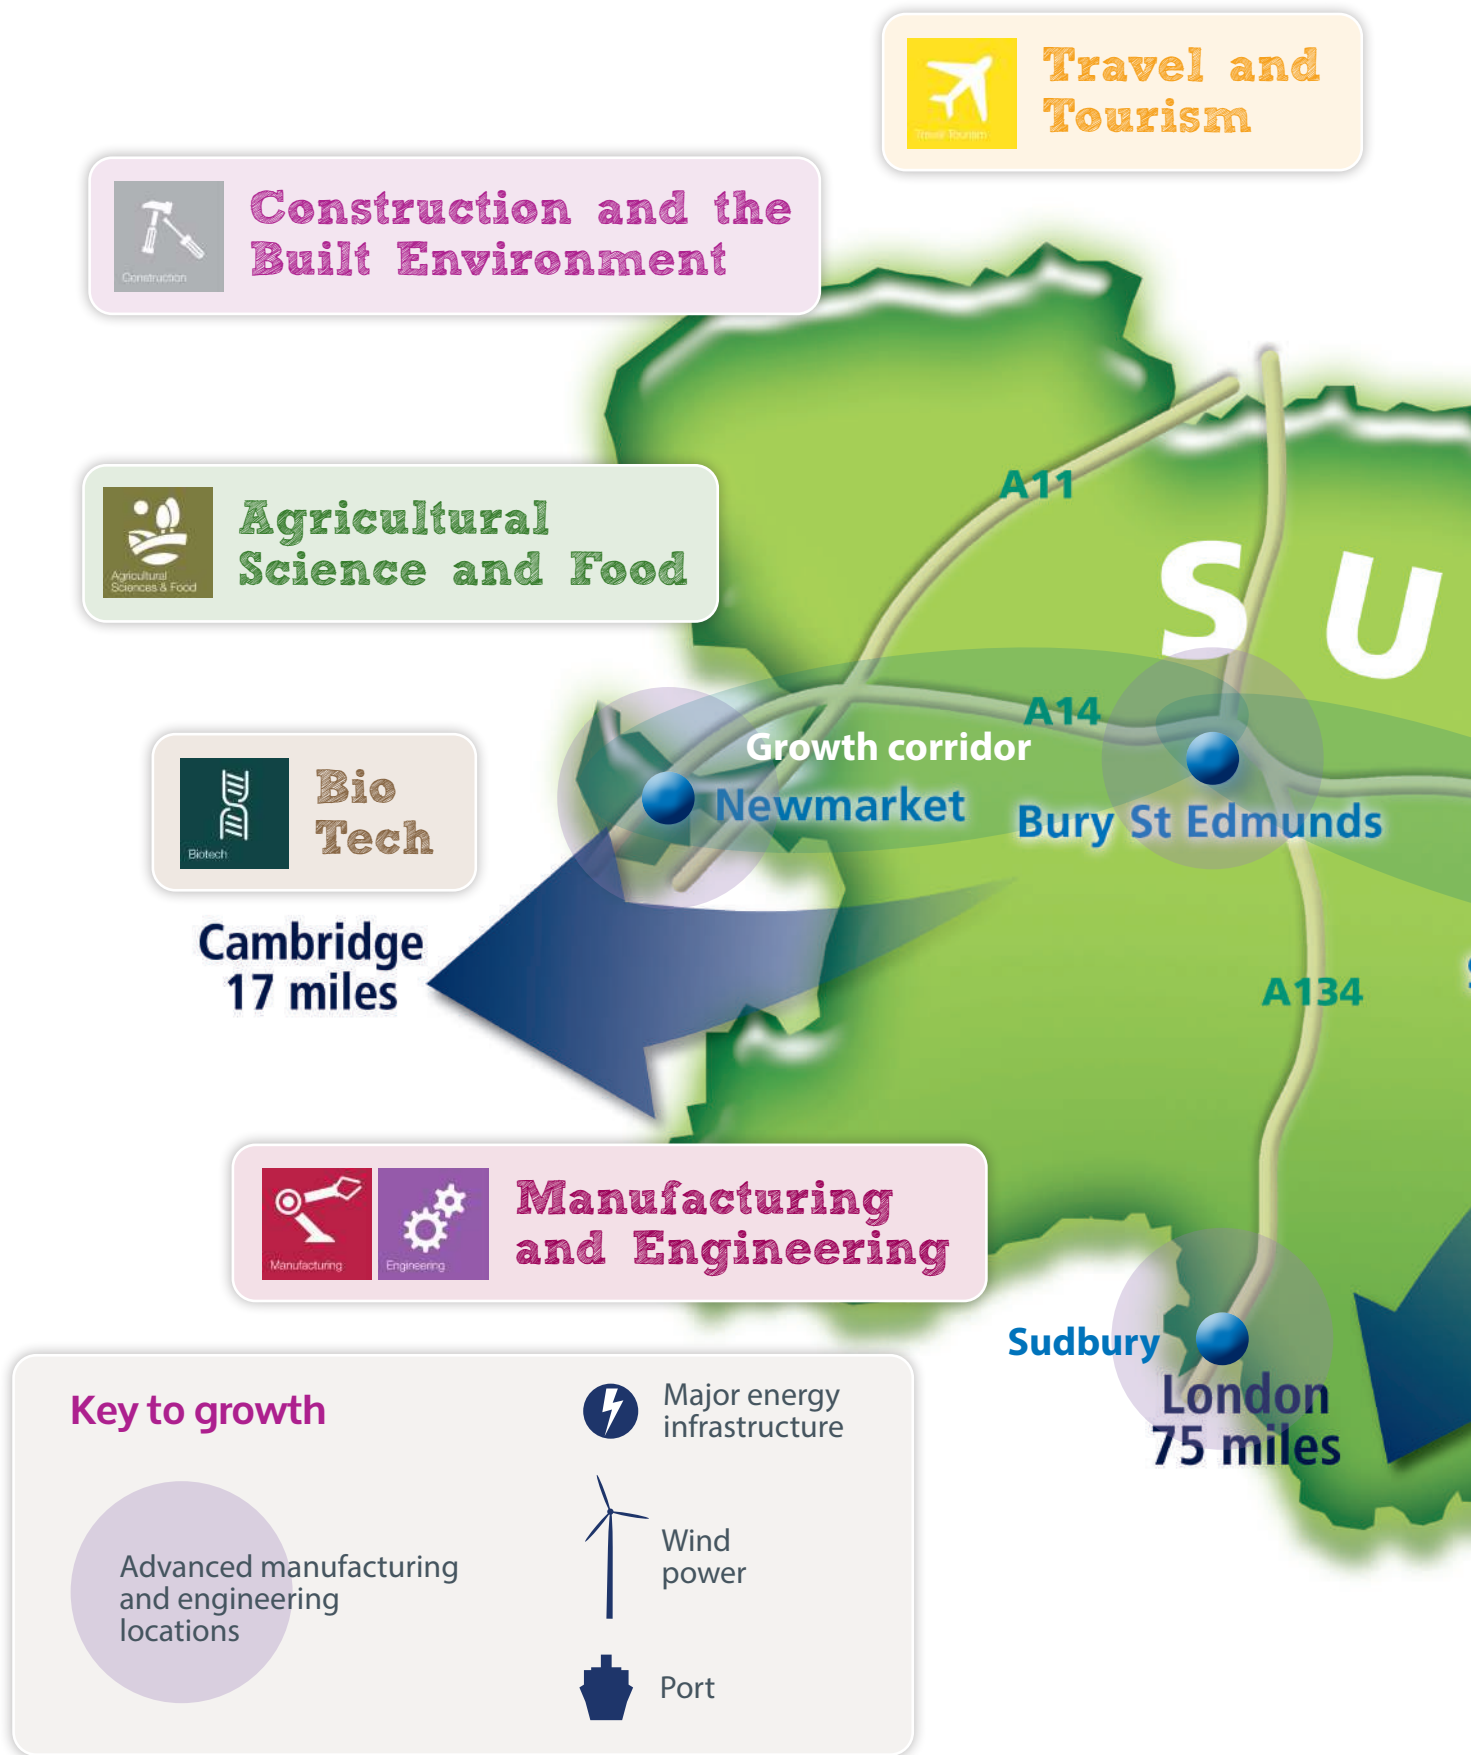 Travel Tourism
Travel and
Tourism
Construction
Construction and the
Built Environment
Agricultural
Sciences & Food
Agricultural
Science and Food
A11
S U
A14
Growth corridor
Newmarket
Bury St Edmunds
Biotech
Bio
Tech
Cambridge
17 miles
A134
Manufacturing
Engineering
Manufacturing
and Engineering
Sudbury
London
75 miles
Key to growth
Advanced manufacturing
and engineering
locations
Major energy
infrastructure
Wind
power
Port